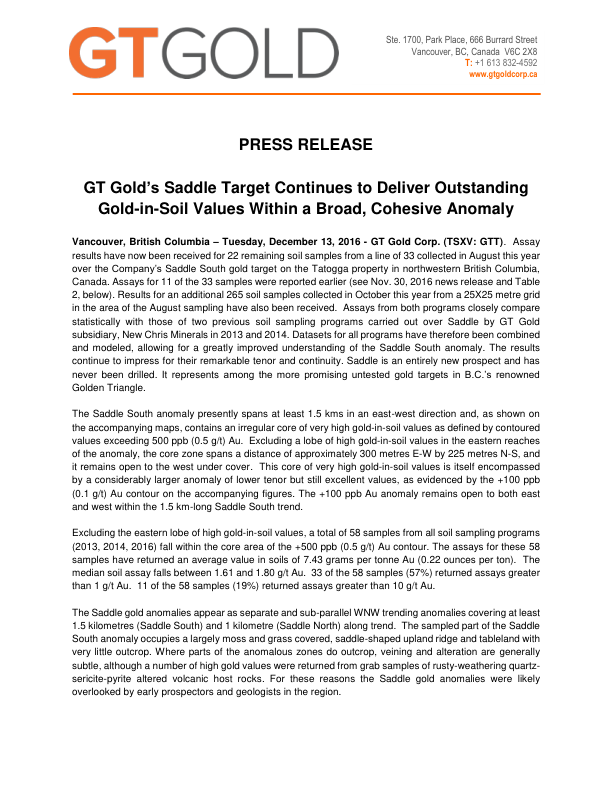 GTGOLD
Ste. 1700, Park Place, 666 Burrard Street
Vancouver, BC, Canada V6C 2X8
T: +1 613 832-4592
www.gtgoldcorp.ca
PRESS RELEASE
GT Gold's Saddle Target Continues to Deliver Outstanding
Gold-in-Soil Values Within a Broad, Cohesive Anomaly
Vancouver, British Columbia – Tuesday, December 13, 2016 - GT Gold Corp. (TSXV: GTT). Assay
results have now been received for 22 remaining soil samples from a line of 33 collected in August this year
over the Company's Saddle South gold target on the Tatogga property in northwestern British Columbia,
Canada. Assays for 11 of the 33 samples were reported earlier (see Nov. 30, 2016 news release and Table
2, below). Results for an additional 265 soil samples collected in October this year from a 25X25 metre grid
in the area of the August sampling have also been received. Assays from both programs closely compare
statistically with those of two previous soil sampling programs carried out over Saddle by GT Gold
subsidiary, New Chris Minerals in 2013 and 2014. Datasets for all programs have therefore been combined
and modeled, allowing for a greatly improved understanding of the Saddle South anomaly. The results
continue to impress for their remarkable tenor and continuity. Saddle is an entirely new prospect and has
never been drilled. It represents among the more promising untested gold targets in B.C.'s renowned
Golden Triangle.
The Saddle South anomaly presently spans at least 1.5 kms in an east-west direction and, as shown on
the accompanying maps, contains an irregular core of very high gold-in-soil values as defined by contoured
values exceeding 500 ppb (0.5 g/t) Au. Excluding a lobe of high gold-in-soil values in the eastern reaches
of the anomaly, the core zone spans a distance of approximately 300 metres E-W by 225 metres N-S, and
it remains open to the west under cover. This core of very high gold-in-soil values is itself encompassed
by a considerably larger anomaly of lower tenor but still excellent values, as evidenced by the +100 ppb
(0.1 g/t) Au contour on the accompanying figures. The +100 ppb Au anomaly remains open to both east
and west within the 1.5 km-long Saddle South trend.
Excluding the eastern lobe of high gold-in-soil values, a total of 58 samples from all soil sampling programs
(2013, 2014, 2016) fall within the core area of the +500 ppb (0.5 g/t) Au contour. The assays for these 58
samples have returned an average value in soils of 7.43 grams per tonne Au (0.22 ounces per ton). The
median soil assay falls between 1.61 and 1.80 g/t Au. 33 of the 58 samples (57%) returned assays greater
than 1 g/t Au. 11 of the 58 samples (19%) returned assays greater than 10 g/t Au.
The Saddle gold anomalies appear as separate and sub-parallel WNW trending anomalies covering at least
1.5 kilometres (Saddle South) and 1 kilometre (Saddle North) along trend. The sampled part of the Saddle
South anomaly occupies a largely moss and grass covered, saddle-shaped upland ridge and tableland with
very little outcrop. Where parts of the anomalous zones do outcrop, veining and alteration are generally
subtle, although a number of high gold values were returned from grab samples of rusty-weathering quartz-
sericite-pyrite altered volcanic host rocks. For these reasons the Saddle gold anomalies were likely
overlooked by early prospectors and geologists in the region.